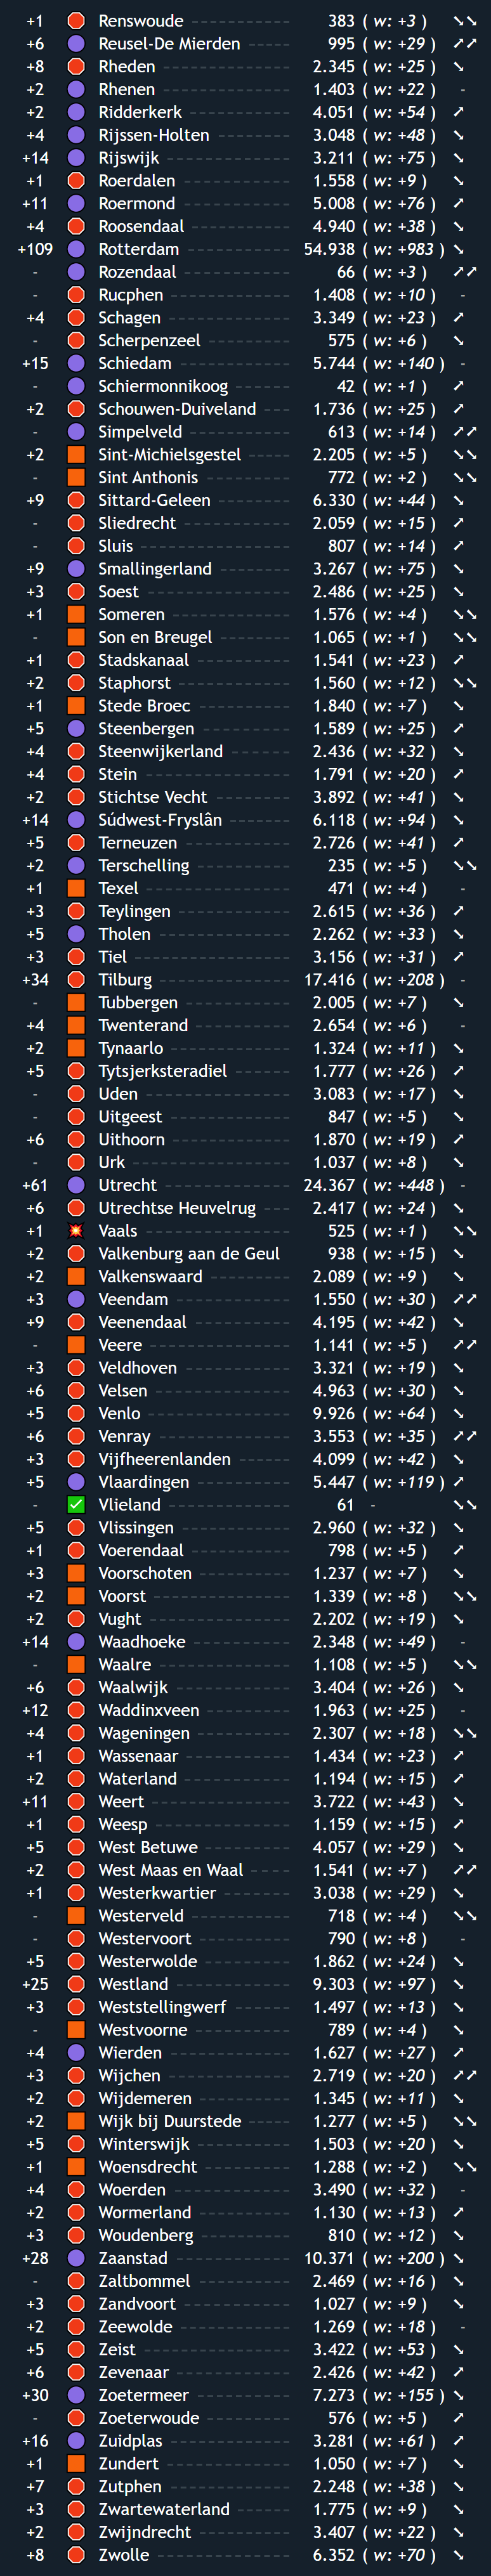 +1 Renswoude 383 ( w: +3 ) ↘↘
+6 Reusel-De Mierden 995 ( w: +29 ) ↗↗
+8 Rheden 2.345 ( w: +25 ) ↘
+2 Rhenen 1.403 ( w: +22 ) -
+2 Ridderkerk 4.051 ( w: +54 ) ↗
+4 Rijssen-Holten 3.048 ( w: +48 ) ↘
+14 Rijswijk 3.211 ( w: +75 ) ↘
+1 Roerdalen 1.558 ( w: +9 ) ↘
+11 Roermond 5.008 ( w: +76 ) ↗
+4 Roosendaal 4.940 ( w: +38 ) ↘
+109 Rotterdam 54.938 ( w: +983 ) ↘
- Rozendaal 66 ( w: +3 ) ↗↗
- Rucphen 1.408 ( w: +10 ) -
+4 Schagen 3.349 ( w: +23 ) ↗
- Scherpenzeel 575 ( w: +6 ) ↘
+15 Schiedam 5.744 ( w: +140 ) -
- Schiermonnikoog 42 ( w: +1 ) ↗
+2 Schouwen-Duiveland 1.736 ( w: +25 ) ↗
- Simpelveld 613 ( w: +14 ) ↗↗
+2 Sint-Michielsgestel 2.205 ( w: +5 ) ↘↘
- Sint Anthonis 772 ( w: +2 ) ↘↘
+9 Sittard-Geleen 6.330 ( w: +44 ) ↘
- Sliedrecht 2.059 ( w: +15 ) ↗
- Sluis 807 ( w: +14 ) ↗
+9 Smallingerland 3.267 ( w: +75 ) ↘
+3 Soest 2.486 ( w: +25 ) ↘
+1 Someren 1.576 ( w: +4 ) ↘↘
- Son en Breugel 1.065 ( w: +1 ) ↘↘
+1 Stadskanaal 1.541 ( w: +23 ) ↗
+2 Staphorst 1.560 ( w: +12 ) ↘↘
+1 Stede Broec 1.840 ( w: +7 ) ↘
+5 Steenbergen 1.589 ( w: +25 ) ↗
+4 Steenwijkerland 2.436 ( w: +32 ) ↘
+4 Stein 1.791 ( w: +20 ) ↗
+2 Stichtse Vecht 3.892 ( w: +41 ) ↘
+14 Súdwest-Fryslân 6.118 ( w: +94 ) ↘
+5 Terneuzen 2.726 ( w: +41 ) ↗
+2 Terschelling 235 ( w: +5 ) ↘↘
+1 Texel 471 ( w: +4 ) -
+3 Teylingen 2.615 ( w: +36 ) ↗
+5 Tholen 2.262 ( w: +33 ) ↘
+3 Tiel 3.156 ( w: +31 ) ↗
+34 Tilburg 17.416 ( w: +208 ) -
- Tubbergen 2.005 ( w: +7 ) ↘
+4 Twenterand 2.654 ( w: +6 ) -
+2 Tynaarlo 1.324 ( w: +11 ) ↘
+5 Tytsjerksteradiel 1.777 ( w: +26 ) ↗
- Uden 3.083 ( w: +17 ) ↘
- Uitgeest 847 ( w: +5 ) ↘
+6 Uithoorn 1.870 ( w: +19 ) ↗
- Urk 1.037 ( w: +8 ) ↘
+61 Utrecht 24.367 ( w: +448 ) -
+6 Utrechtse Heuvelrug 2.417 ( w: +24 ) ↘
+1 Vaals 525 ( w: +1 ) ↘↘
+2 Valkenburg aan de Geul 938 ( w: +15 ) ↘
+2 Valkenswaard 2.089 ( w: +9 ) ↘
+3 Veendam 1.550 ( w: +30 ) ↗↗
+9 Veenendaal 4.195 ( w: +42 ) ↘
- Veere 1.141 ( w: +5 ) ↗↗
+3 Veldhoven 3.321 ( w: +19 ) ↘
+6 Velsen 4.963 ( w: +30 ) ↘
+5 Venlo 9.926 ( w: +64 ) ↘
+6 Venray 3.553 ( w: +35 ) ↗↗
+3 Vijfheerenlanden 4.099 ( w: +42 ) ↘
+5 Vlaardingen 5.447 ( w: +119 ) ↗
- Vlieland 61 - ↘↘
+5 Vlissingen 2.960 ( w: +32 ) ↘
+1 Voerendaal 798 ( w: +5 ) ↗
+3 Voorschoten 1.237 ( w: +7 ) ↘
+2 Voorst 1.339 ( w: +8 ) ↘↘
+2 Vught 2.202 ( w: +19 ) ↘
+14 Waadhoeke 2.348 ( w: +49 ) -
- Waalre 1.108 ( w: +5 ) ↘↘
+6 Waalwijk 3.404 ( w: +26 ) ↘
+12 Waddinxveen 1.963 ( w: +25 ) -
+4 Wageningen 2.307 ( w: +18 ) ↘↘
+1 Wassenaar 1.434 ( w: +23 ) ↗
+2 Waterland 1.194 ( w: +15 ) ↗
+11 Weert 3.722 ( w: +43 ) ↘
+1 Weesp 1.159 ( w: +15 ) ↗
+5 West Betuwe 4.057 ( w: +29 ) ↘
+2 West Maas en Waal 1.541 ( w: +7 ) ↗↗
+1 Westerkwartier 3.038 ( w: +29 ) ↘
- Westerveld 718 ( w: +4 ) ↘↘
- Westervoort 790 ( w: +8 ) -
+5 Westerwolde 1.862 ( w: +24 ) ↘
+25 Westland 9.303 ( w: +97 ) ↘
+3 Weststellingwerf 1.497 ( w: +13 ) ↘
- Westvoorne 789 ( w: +4 ) ↘
+4 Wierden 1.627 ( w: +27 ) ↗
+3 Wijchen 2.719 ( w: +20 ) ↗↗
+2 Wijdemeren 1.345 ( w: +11 ) ↘
+2 Wijk bij Duurstede 1.277 ( w: +5 ) ↘↘
+5 Winterswijk 1.503 ( w: +20 ) ↘
+1 Woensdrecht 1.288 ( w: +2 ) ↘↘
+4 Woerden 3.490 ( w: +32 ) -
+2 Wormerland 1.130 ( w: +13 ) ↗
+3 Woudenberg 810 ( w: +12 ) ↘
+28 Zaanstad 10.371 ( w: +200 ) ↘
- Zaltbommel 2.469 ( w: +16 ) ↘
+3 Zandvoort 1.027 ( w: +9 ) ↘
+2 Zeewolde 1.269 ( w: +18 ) -
+5 Zeist 3.422 ( w: +53 ) ↘
+6 Zevenaar 2.426 ( w: +42 ) ↗
+30 Zoetermeer 7.273 ( w: +155 ) ↘
- Zoeterwoude 576 ( w: +5 ) ↗
+16 Zuidplas 3.281 ( w: +61 ) ↗
+1 Zundert 1.050 ( w: +7 ) ↘
+7 Zutphen 2.248 ( w: +38 ) ↘
+3 Zwartewaterland 1.775 ( w: +9 ) ↘
+2 Zwijndrecht 3.407 ( w: +22 ) ↘
+8 Zwolle 6.352 ( w: +70 ) ↘